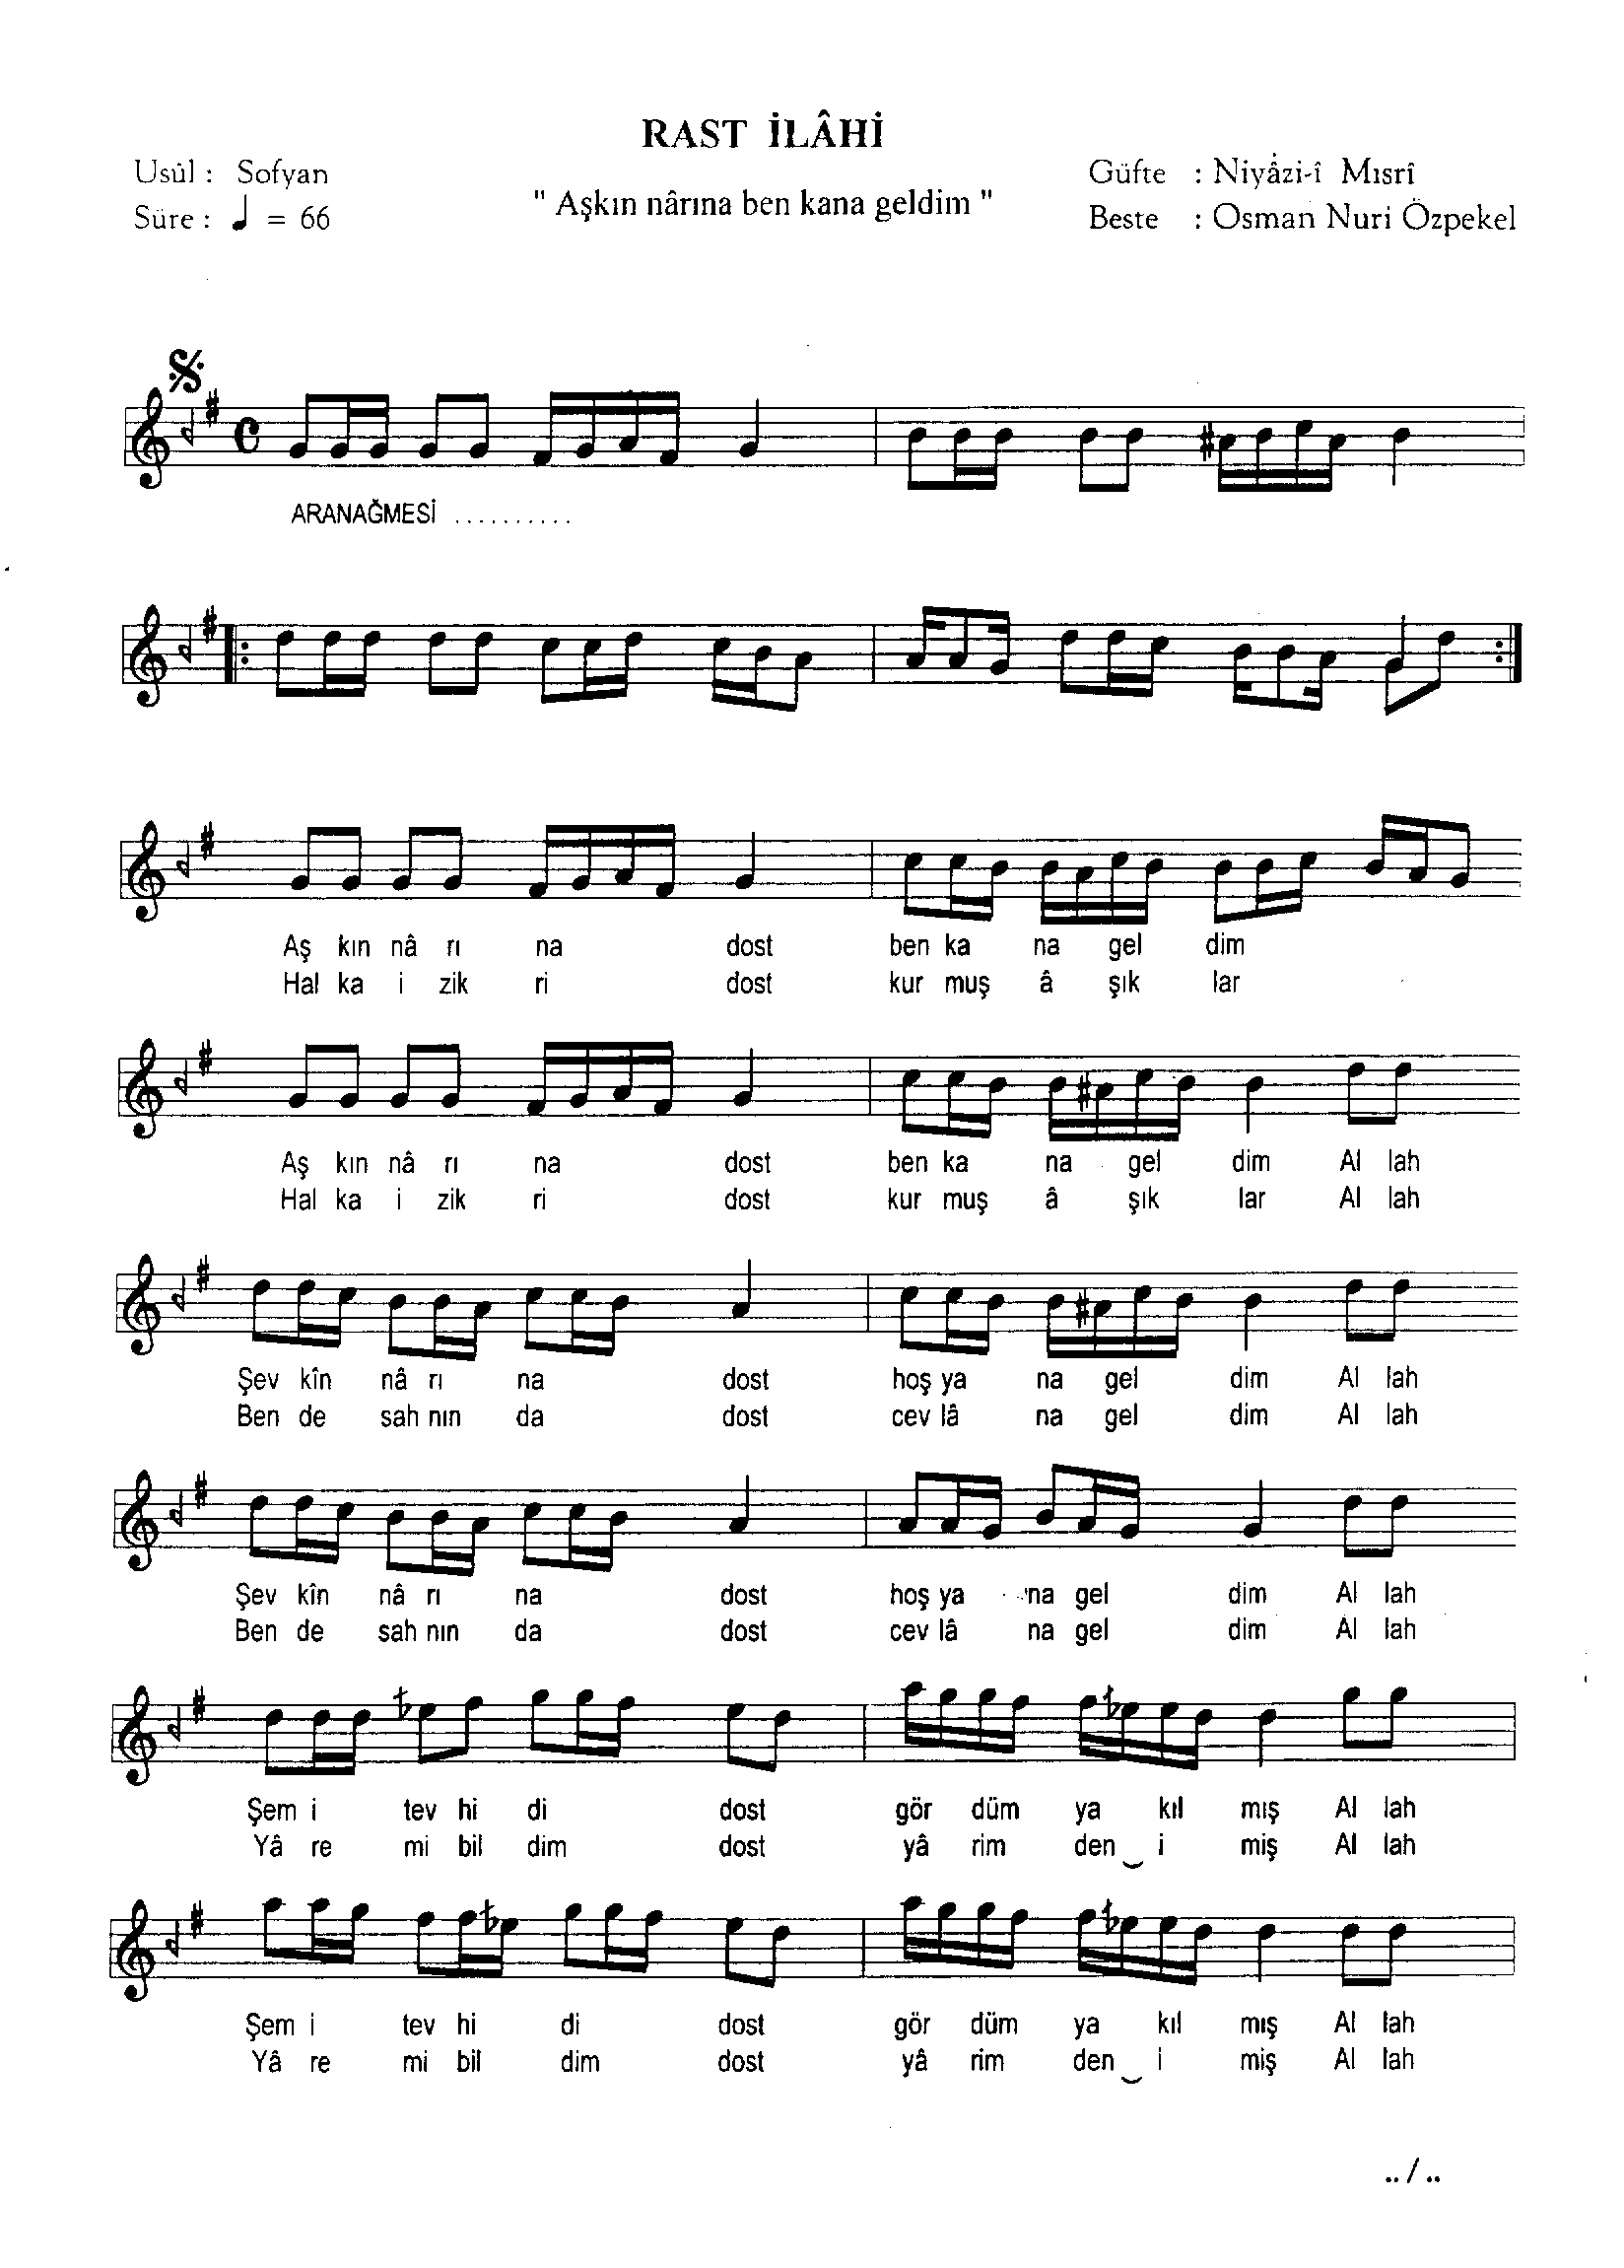 RAST İLÂHİ
Usûl : Sofyan
Süre : ♩ = 66
" Aşkın nârına ben kana geldim "
Güfte : Niyâzi-î Mısrî
Beste : Osman Nuri Özpekel
ARANAĞMESİ ..........
Aş kın nâ rı na dost ben ka na gel dim
Hal ka i zik ri dost kur muş â şık lar
Aş kın nâ rı na dost ben ka na gel dim Al lah
Hal ka i zik ri dost kur muş â şık lar Al lah
Şev kîn nâ rı na dost hoş ya na gel dim Al lah
Ben de sah nın da dost cev lâ na gel dim Al lah
Şev kîn nâ rı na dost hoş ya na gel dim Al lah
Ben de sah nın da dost cev lâ na gel dim Al lah
Şem i tev hi di dost gör düm ya kıl mış Al lah
Yâ re mi bil dim dost yâ rim den‿i miş Al lah
Şem i tev hi di dost gör düm ya kıl mış Al lah
Yâ re mi bil dim dost yâ rim den‿i miş Al lah
.. / ..